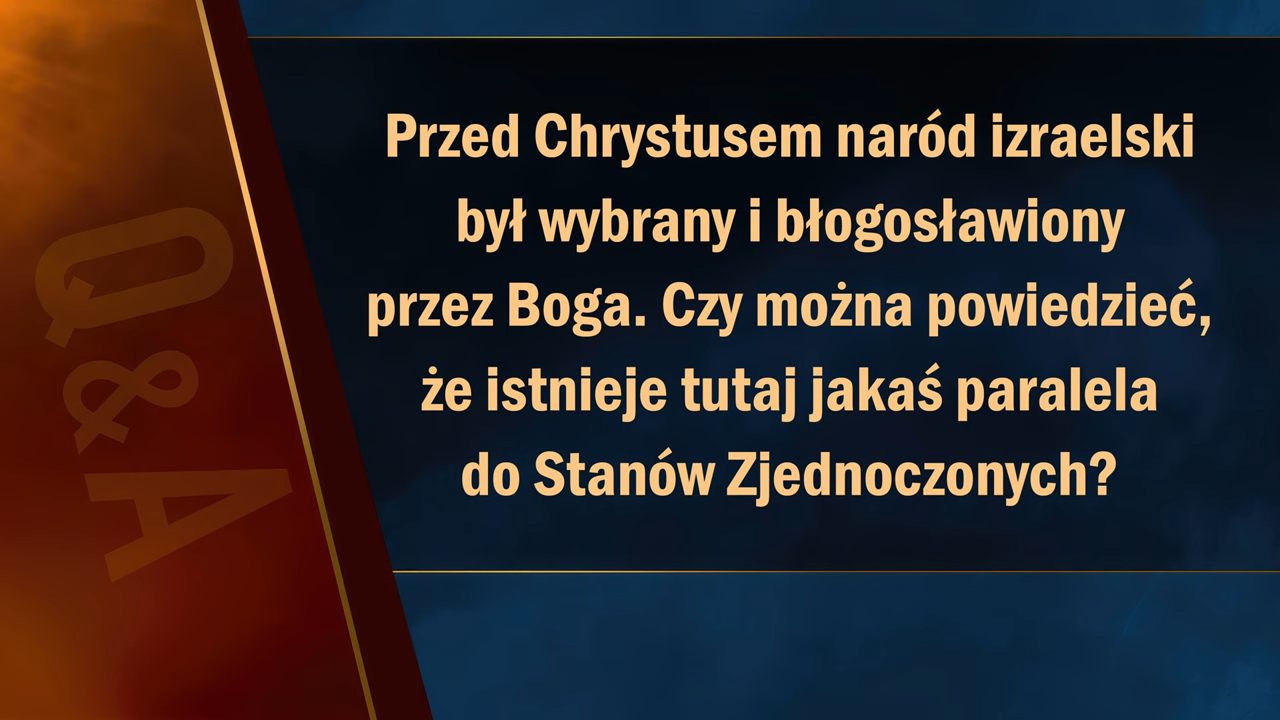 Przed Chrystusem naród izraelski
był wybrany i błogosławiony
przez Boga. Czy można powiedzieć,
że istnieje tutaj jakaś paralela
do Stanów Zjednoczonych?
Q&A